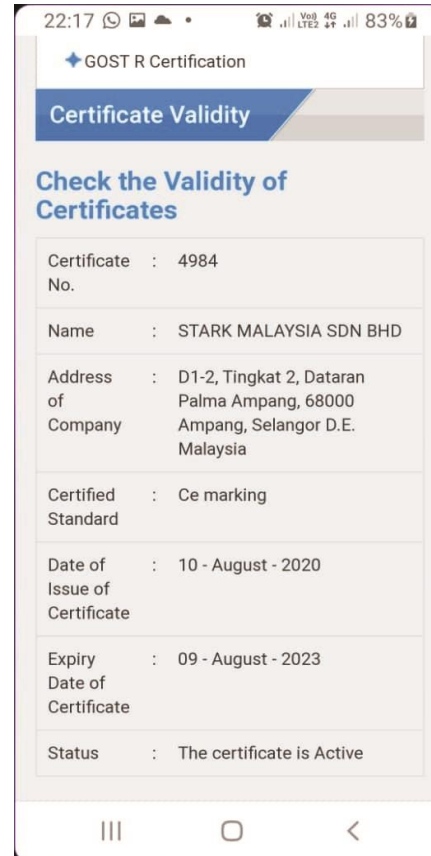 22:17 83%
GOST R Certification
Certificate Validity
Check the Validity of
Certificates
Certificate : 4984
No.
Name : STARK MALAYSIA SDN BHD
Address : D1-2, Tingkat 2, Dataran
of Palma Ampang, 68000
Company Ampang, Selangor D.E.
Malaysia
Certified : Ce marking
Standard
Date of : 10 - August - 2020
Issue of
Certificate
Expiry : 09 - August - 2023
Date of
Certificate
Status : The certificate is Active